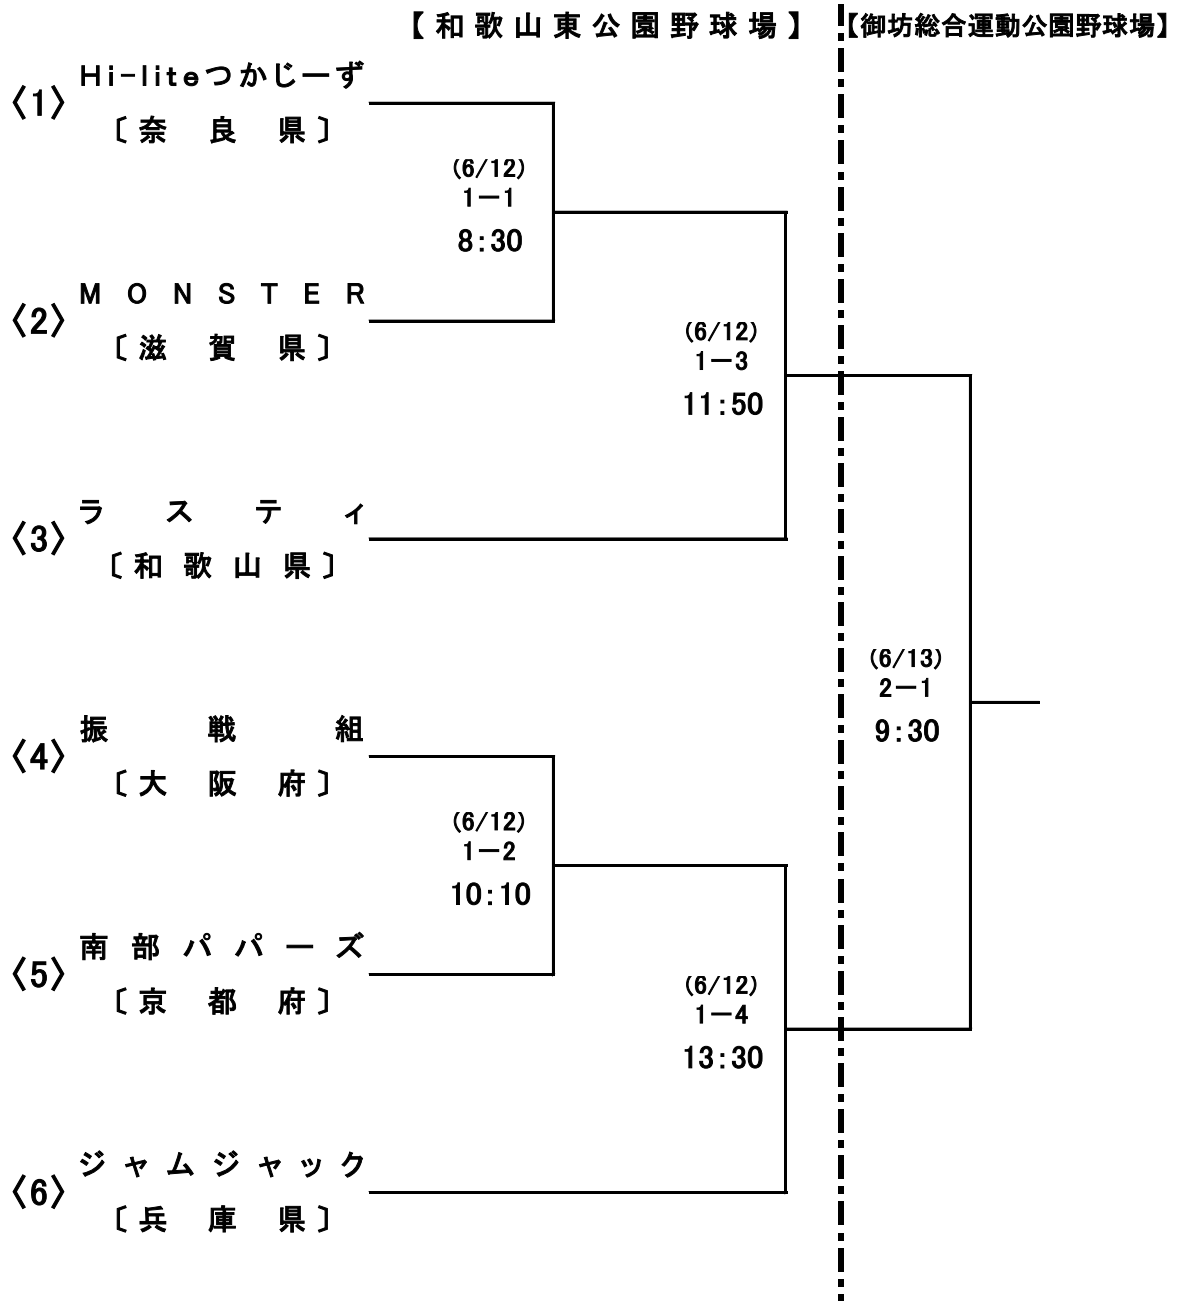 【和歌山東公園野球場】
【御坊総合運動公園野球場】
〈1〉
Hi-liteつかじーず
〔奈良県〕
(6/12)
1－1
8:30
〈2〉
MONSTER
〔滋賀県〕
(6/12)
1－3
11:50
〈3〉
ラスティ
〔和歌山県〕
(6/13)
2－1
9:30
〈4〉
振戦組
〔大阪府〕
(6/12)
1－2
10:10
〈5〉
南部パパーズ
〔京都府〕
(6/12)
1－4
13:30
〈6〉
ジャムジャック
〔兵庫県〕